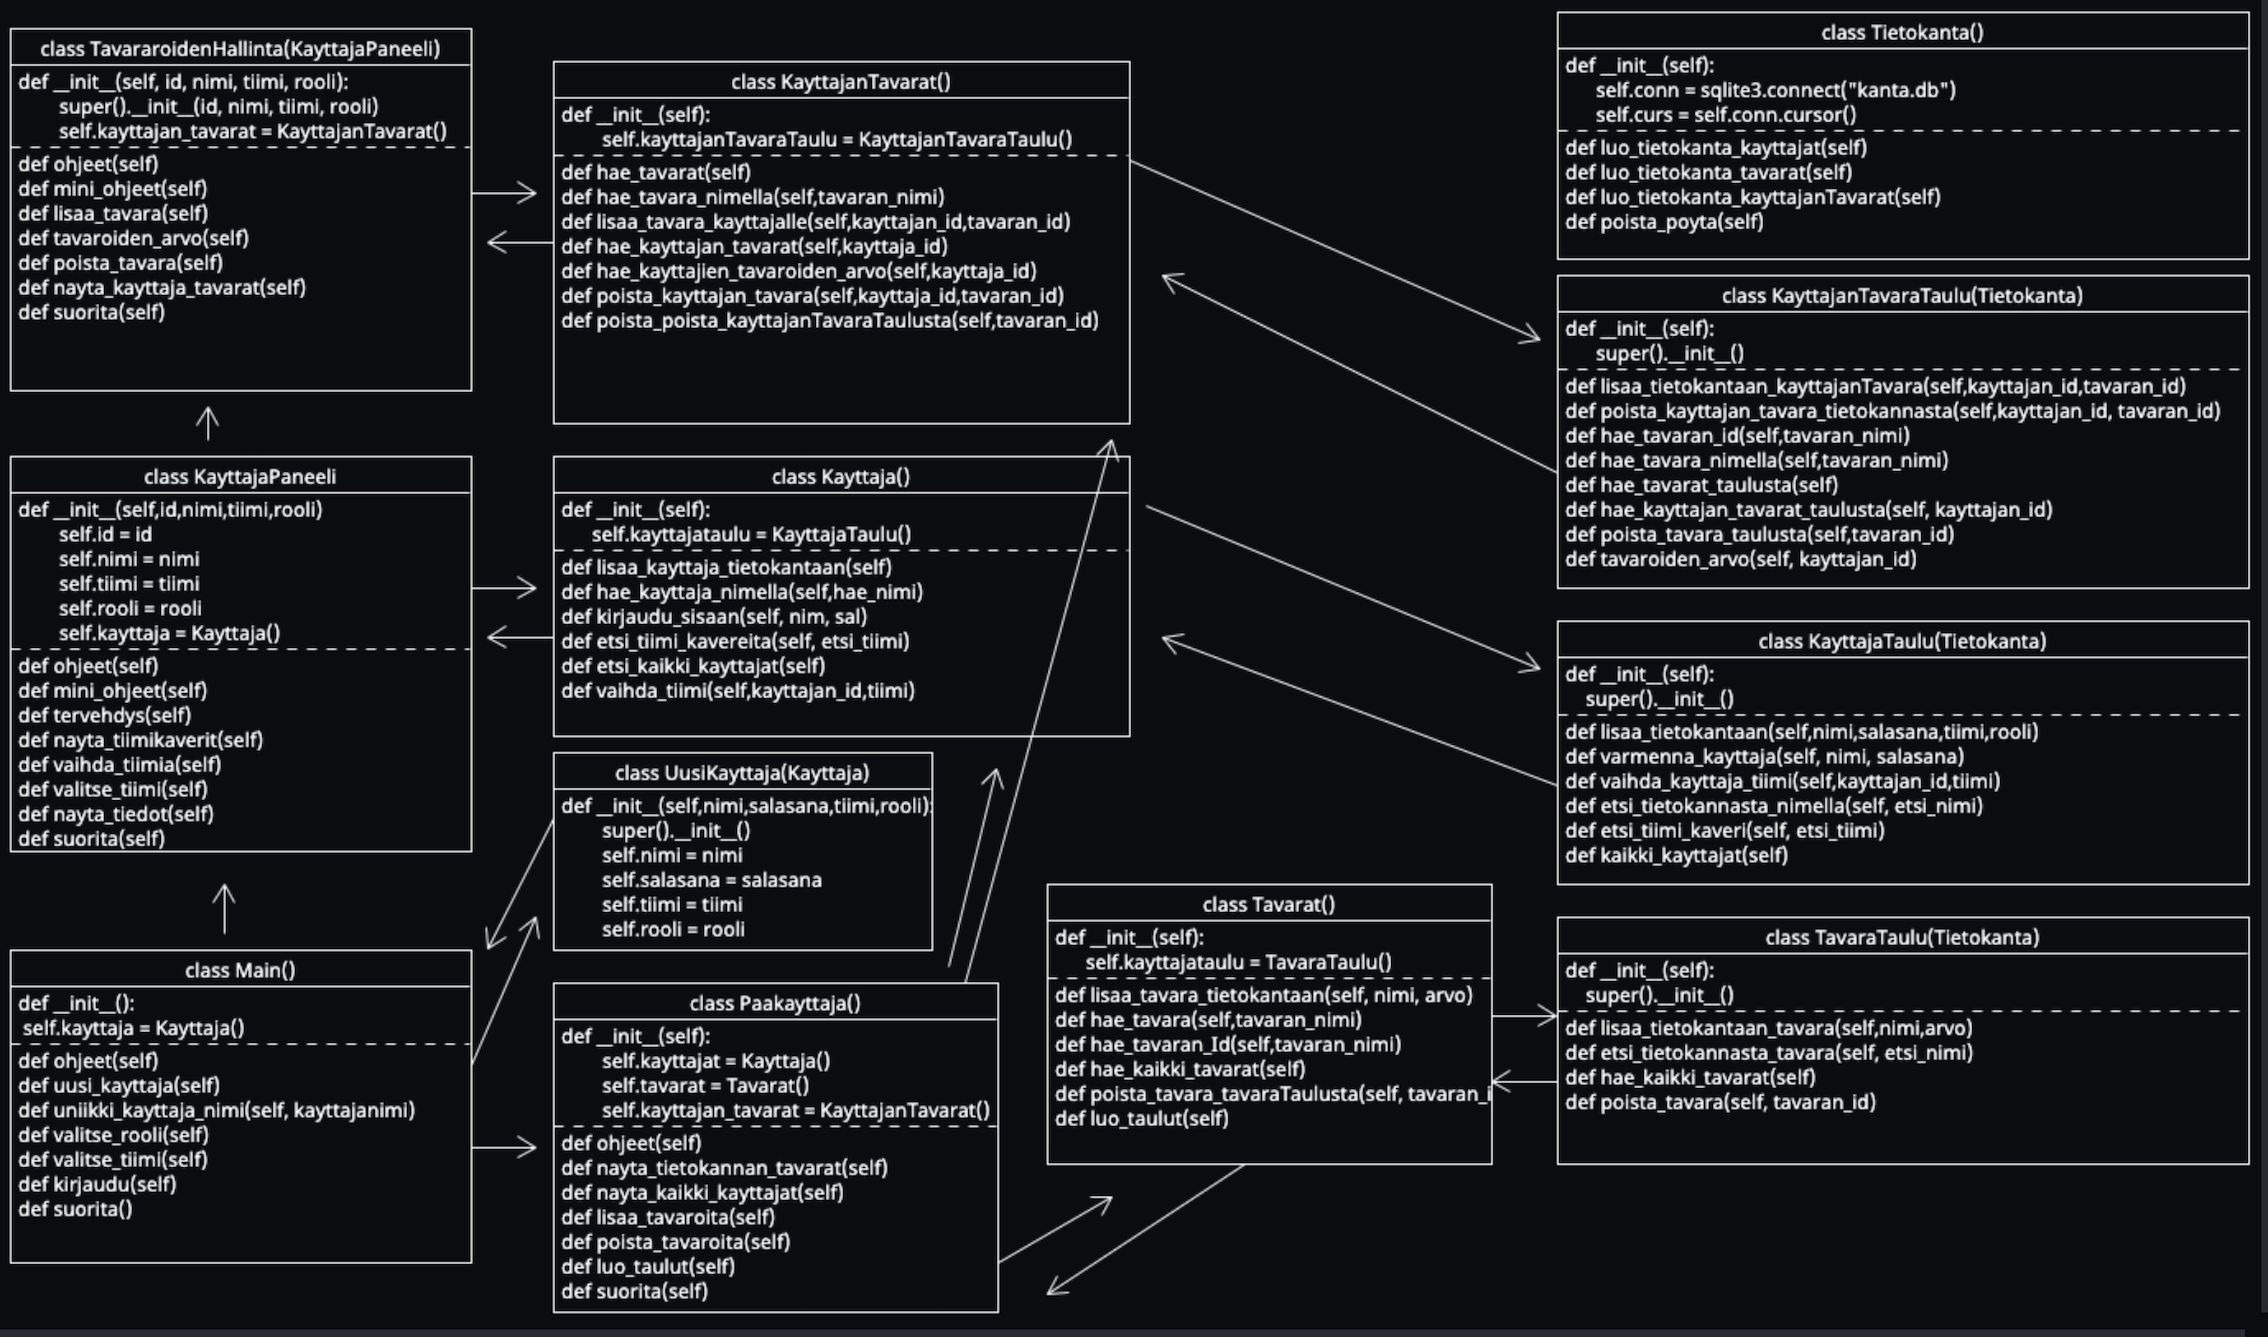 class TavararoidenHallinta(KayttajaPaneeli)
def __init__(self, id, nimi, tiimi, rooli):
super().__init__(id, nimi, tiimi, rooli)
self.kayttajan_tavarat = KayttajanTavarat()
def ohjeet(self)
def mini_ohjeet(self)
def lisaa_tavara(self)
def tavaroiden_arvo(self)
def poista_tavara(self)
def nayta_kayttaja_tavarat(self)
def suorita(self)
class KayttajaPaneeli
def __init__(self,id,nimi,tiimi,rooli)
self.id = id
self.nimi = nimi
self.tiimi = tiimi
self.rooli = rooli
self.kayttaja = Kayttaja()
def ohjeet(self)
def mini_ohjeet(self)
def tervehdys(self)
def nayta_tiimikaverit(self)
def vaihda_tiimia(self)
def valitse_tiimi(self)
def nayta_tiedot(self)
def suorita(self)
class Main()
def __init__():
self.kayttaja = Kayttaja()
def ohjeet(self)
def uusi_kayttaja(self)
def uniikki_kayttaja_nimi(self, kayttajanimi)
def valitse_rooli(self)
def valitse_tiimi(self)
def kirjaudu(self)
def suorita()
class KayttajanTavarat()
def __init__(self):
self.kayttajanTavaraTaulu = KayttajanTavaraTaulu()
def hae_tavarat(self)
def hae_tavara_nimella(self,tavaran_nimi)
def lisaa_tavara_kayttajalle(self,kayttajan_id,tavaran_id)
def hae_kayttajan_tavarat(self,kayttaja_id)
def hae_kayttajien_tavaroiden_arvo(self,kayttaja_id)
def poista_kayttajan_tavara(self,kayttaja_id,tavaran_id)
def poista_poista_kayttajanTavaraTaulusta(self,tavaran_id)
class Kayttaja()
def __init__(self):
self.kayttajataulu = KayttajaTaulu()
def lisaa_kayttaja_tietokantaan(self)
def hae_kayttaja_nimella(self,hae_nimi)
def kirjaudu_sisaan(self, nim, sal)
def etsi_tiimi_kavereita(self, etsi_tiimi)
def etsi_kaikki_kayttajat(self)
def vaihda_tiimi(self,kayttajan_id,tiimi)
class UusiKayttaja(Kayttaja)
def __init__(self,nimi,salasana,tiimi,rooli):
super().__init__()
self.nimi = nimi
self.salasana = salasana
self.tiimi = tiimi
self.rooli = rooli
class Paakayttaja()
def __init__(self):
self.kayttajat = Kayttaja()
self.tavarat = Tavarat()
self.kayttajan_tavarat = KayttajanTavarat()
def ohjeet(self)
def nayta_tietokannan_tavarat(self)
def nayta_kaikki_kayttajat(self)
def lisaa_tavaroita(self)
def poista_tavaroita(self)
def luo_taulut(self)
def suorita(self)
class Tavarat()
def __init__(self):
self.kayttajataulu = TavaraTaulu()
def lisaa_tavara_tietokantaan(self, nimi, arvo)
def hae_tavara(self,tavaran_nimi)
def hae_tavaran_Id(self,tavaran_nimi)
def hae_kaikki_tavarat(self)
def poista_tavara_tavaraTaulusta(self, tavaran_i
def luo_taulut(self)
class Tietokanta()
def __init__(self):
self.conn = sqlite3.connect("kanta.db")
self.curs = self.conn.cursor()
def luo_tietokanta_kayttajat(self)
def luo_tietokanta_tavarat(self)
def luo_tietokanta_kayttajanTavarat(self)
def poista_poyta(self)
class KayttajanTavaraTaulu(Tietokanta)
def __init__(self):
super().__init__()
def lisaa_tietokantaan_kayttajanTavara(self,kayttajan_id,tavaran_id)
def poista_kayttajan_tavara_tietokannasta(self,kayttajan_id, tavaran_id)
def hae_tavaran_id(self,tavaran_nimi)
def hae_tavara_nimella(self,tavaran_nimi)
def hae_tavarat_taulusta(self)
def hae_kayttajan_tavarat_taulusta(self, kayttajan_id)
def poista_tavara_taulusta(self,tavaran_id)
def tavaroiden_arvo(self, kayttajan_id)
class KayttajaTaulu(Tietokanta)
def __init__(self):
super().__init__()
def lisaa_tietokantaan(self,nimi,salasana,tiimi,rooli)
def varmenna_kayttaja(self, nimi, salasana)
def vaihda_kayttaja_tiimi(self,kayttajan_id,tiimi)
def etsi_tietokannasta_nimella(self, etsi_nimi)
def etsi_tiimi_kaveri(self, etsi_tiimi)
def kaikki_kayttajat(self)
class TavaraTaulu(Tietokanta)
def __init__(self):
super().__init__()
def lisaa_tietokantaan_tavara(self,nimi,arvo)
def etsi_tietokannasta_tavara(self, etsi_nimi)
def hae_kaikki_tavarat(self)
def poista_tavara(self, tavaran_id)